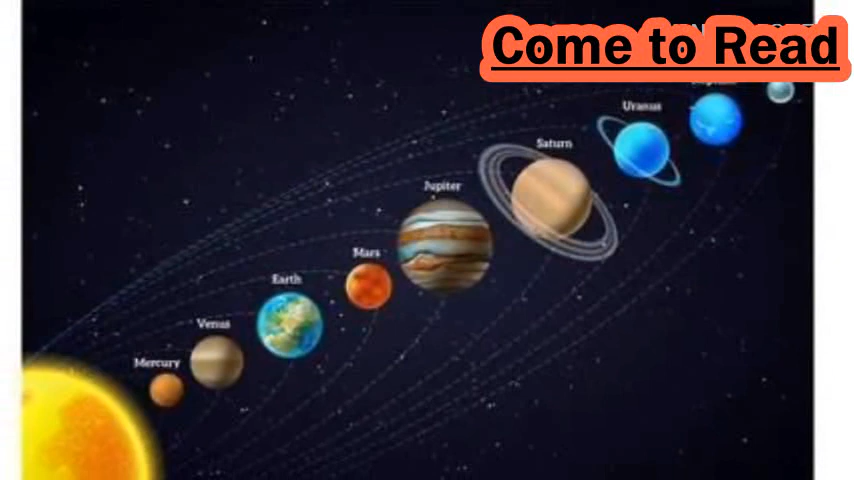 Come to Read
Uranus
Saturn
Jupiter
Mars
Earth
Venus
Mercury